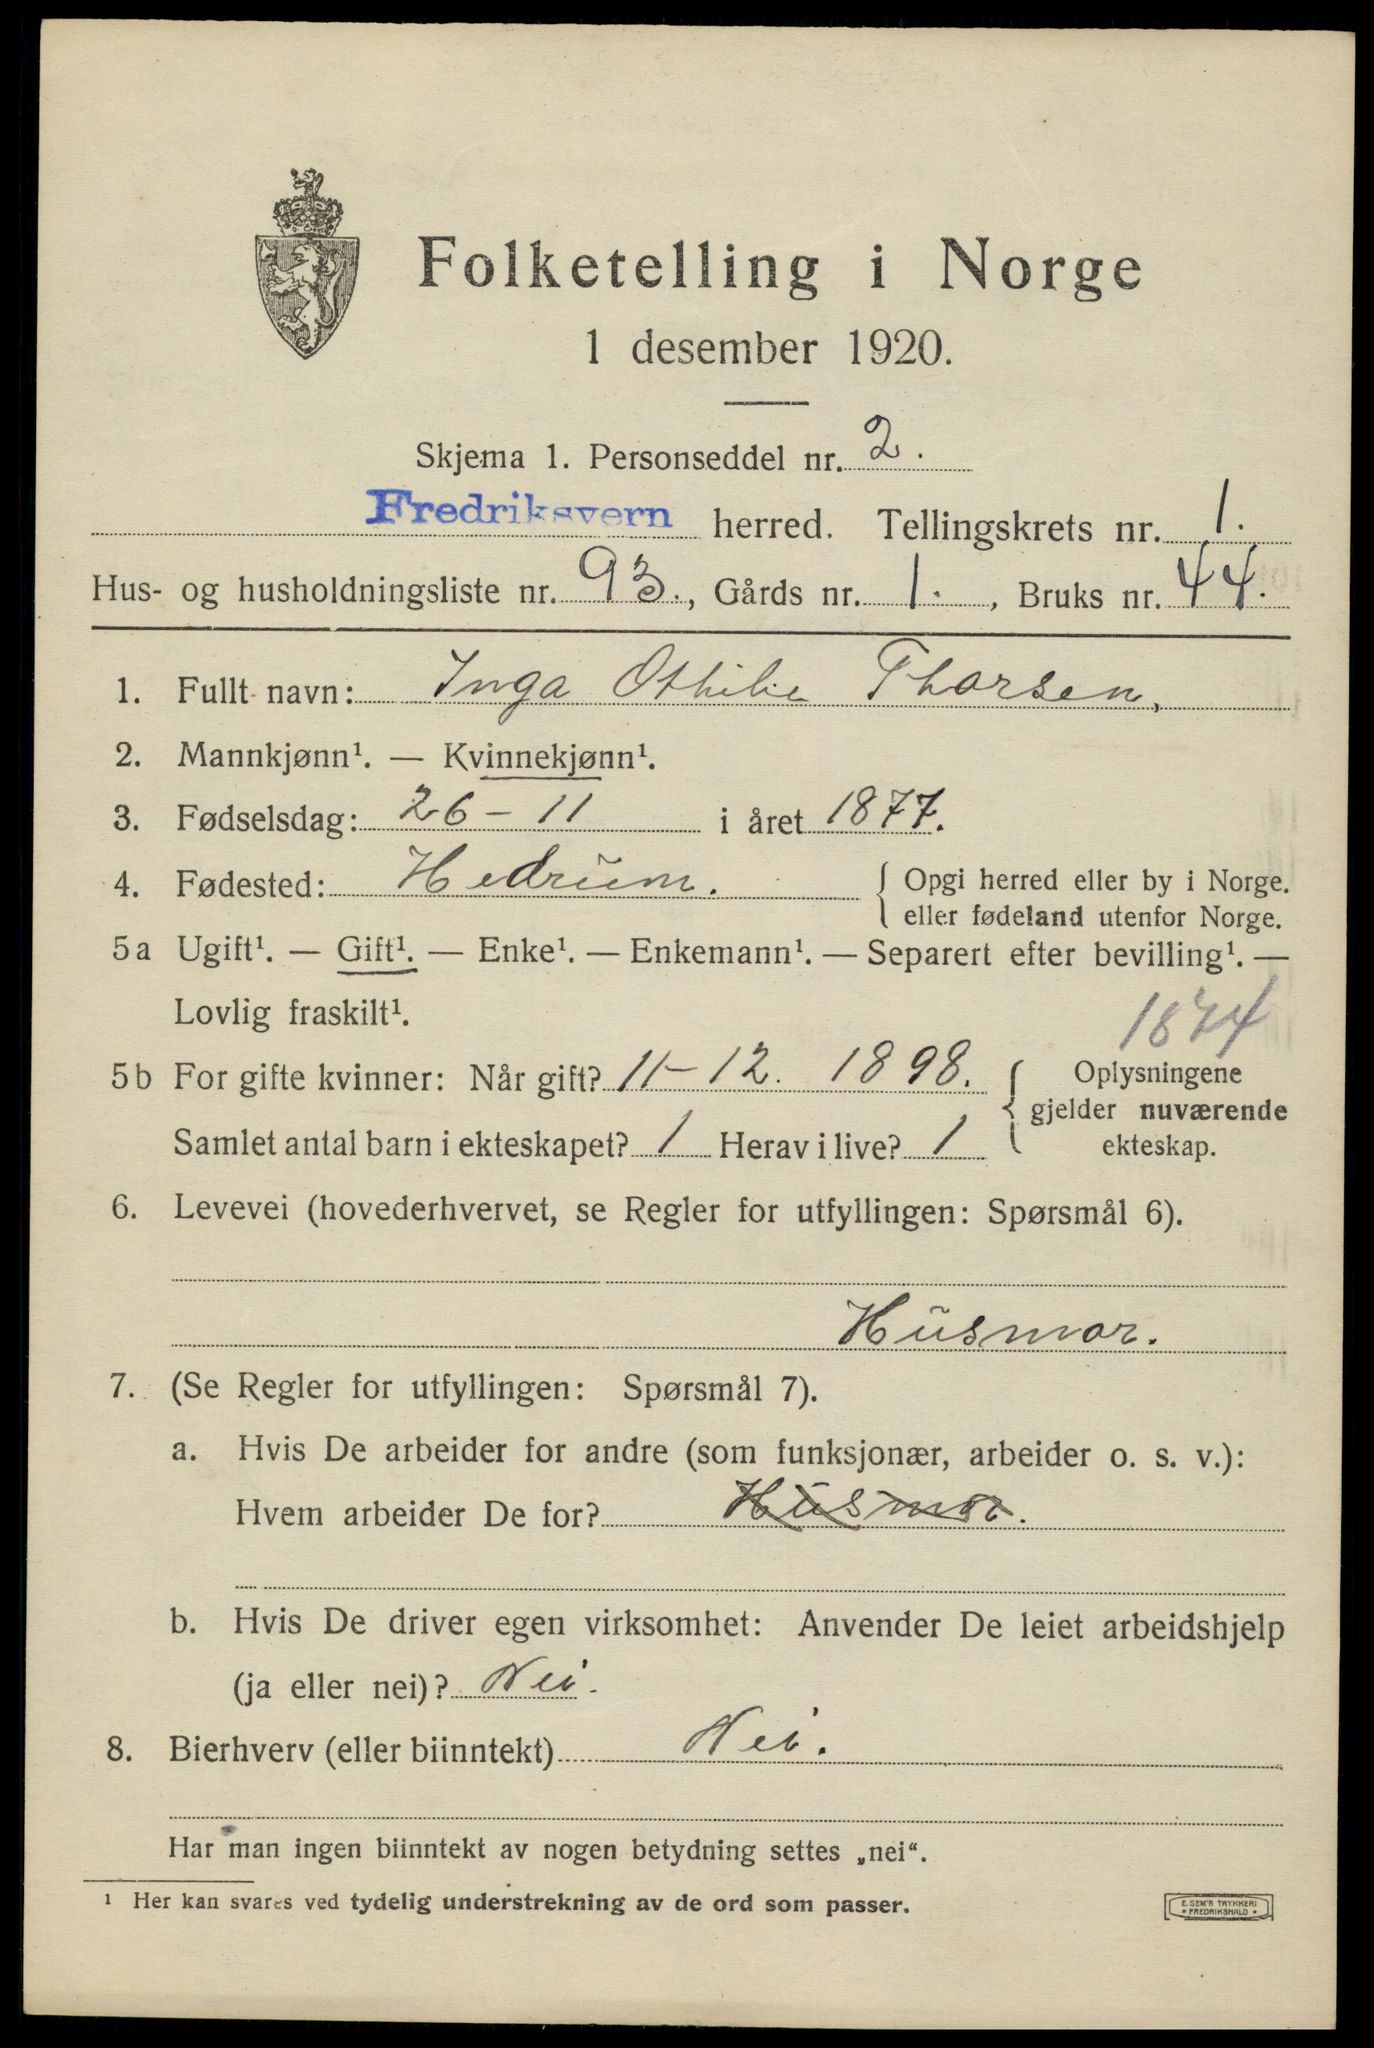 Folketelling i Norge
1 desember 1920.
Skjema 1. Personseddel nr. 2.
Fredriksvern herred. Tellingskrets nr. 1.
Hus- og husholdningsliste nr. 93., Gårds nr. 1., Bruks nr. 44.
1. Fullt navn: Inga Othilie Thorsen,
2. Mannkjønn¹. — Kvinnekjønn¹.
3. Fødselsdag: 26 – 11 i året 1877.
4. Fødested: Hedrum. { Opgi herred eller by i Norge.
eller fødeland utenfor Norge.
5a Ugift¹. — Gift¹. — Enke¹. — Enkemann¹. — Separert efter bevilling¹. —
Lovlig fraskilt¹.
1874
5b For gifte kvinner: Når gift? 11 – 12. 1898. { Oplysningene
gjelder nuværende
Samlet antal barn i ekteskapet? 1 Herav i live? 1 ekteskap.
6. Levevei (hovederhvervet, se Regler for utfyllingen: Spørsmål 6).
Husmor.
7. (Se Regler for utfyllingen: Spørsmål 7).
a. Hvis De arbeider for andre (som funksjonær, arbeider o. s. v.):
Hvem arbeider De for? Husmor.
b. Hvis De driver egen virksomhet: Anvender De leiet arbeidshjelp
(ja eller nei)? Nei.
8. Bierhverv (eller biinntekt) Nei.
Har man ingen biinntekt av nogen betydning settes „nei“.
¹ Her kan svares ved tydelig understrekning av de ord som passer.
E. SEM'S TRYKKERI
• FREDRIKSHALD •